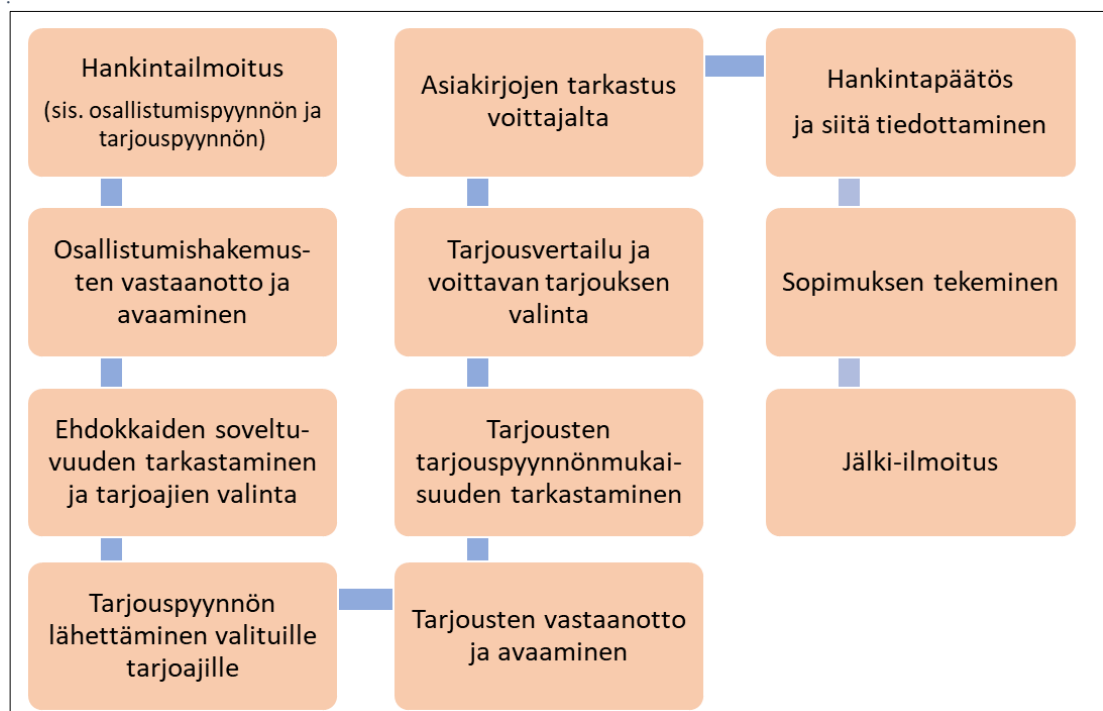 Hankintailmoitus
(sis. osallistumispyynnön ja
tarjouspyynnön)
Osallistumishakemus-
ten vastaanotto ja
avaaminen
Ehdokkaiden soveltu-
vuuden tarkastaminen
ja tarjoajien valinta
Tarjouspyynnön
lähettäminen valituille
tarjoajille
Tarjousten vastaanotto
ja avaaminen
Tarjousten
tarjouspyynnönmukai-
suuden tarkastaminen
Tarjousvertailu ja
voittavan tarjouksen
valinta
Asiakirjojen tarkastus
voittajalta
Hankintapäätös
ja siitä tiedottaminen
Sopimuksen tekeminen
Jälki-ilmoitus